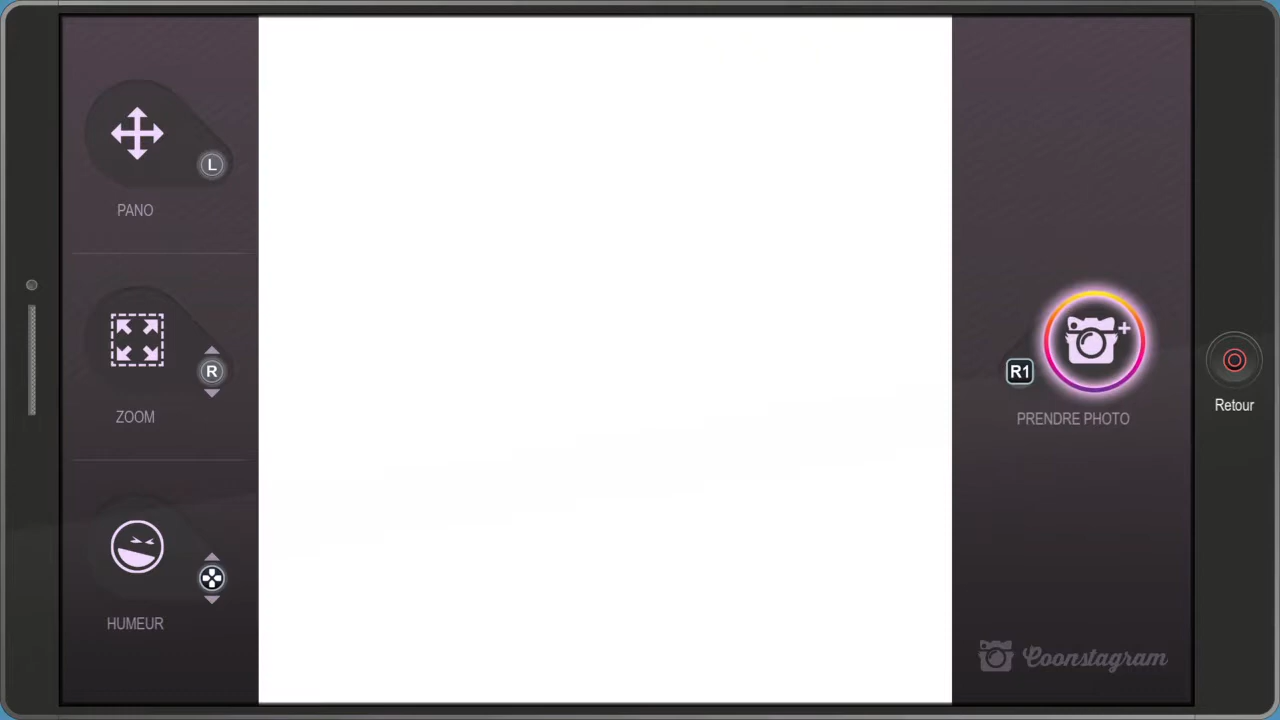 L
PANO
R
ZOOM
HUMEUR
R1
PRENDRE PHOTO
Retour
Coonstagram